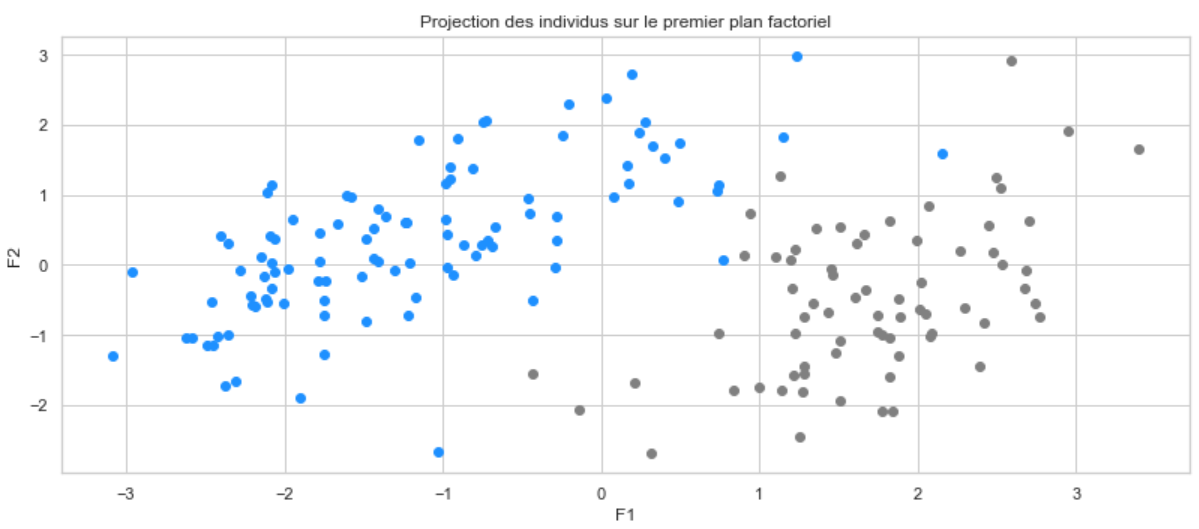 Projection des individus sur le premier plan factoriel
3
2
1
0
−1
−2
F2
−3 −2 −1 0 1 2 3
F1